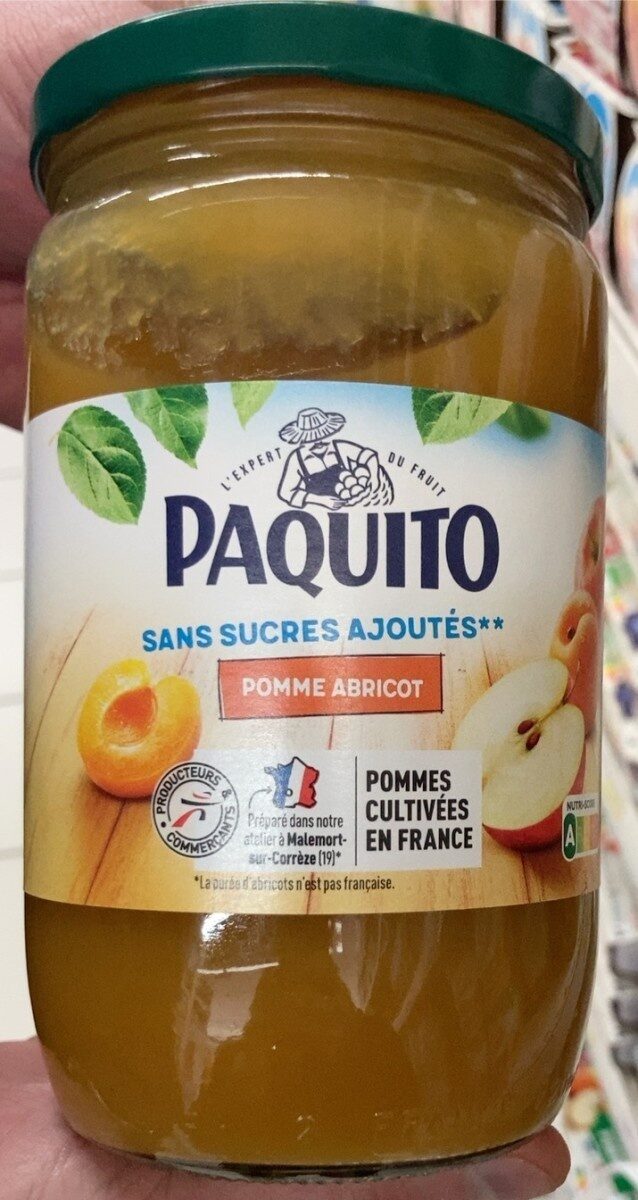 L'EXPERT DU FRUIT
PAQUITO
SANS SUCRES AJOUTÉS**
POMME ABRICOT
PRODUCTEURS & COMMERÇANTS
Préparé dans notre
atelier à Malemort-
sur-Corrèze (19)*
POMMES
CULTIVÉES
EN FRANCE
NUTRI-SCORE
A
*La purée d'abricots n'est pas française.